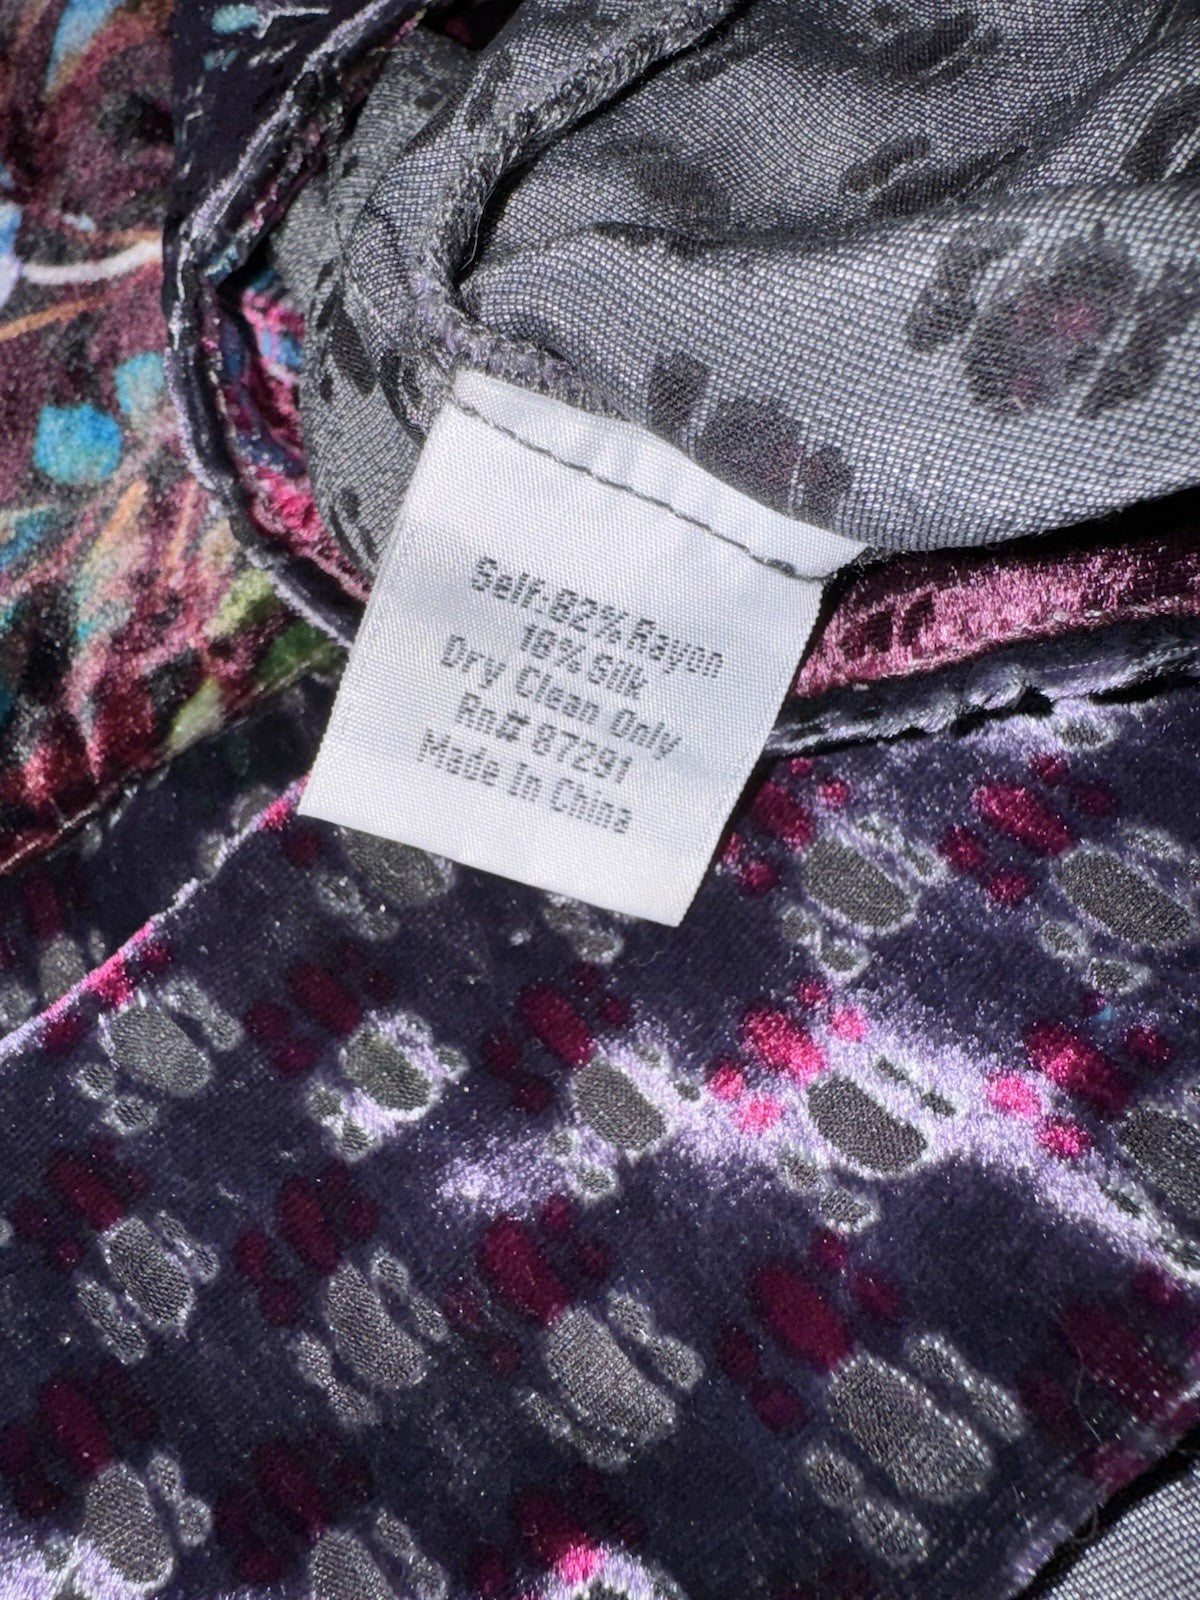 Self:82% Rayon
18% Silk
Dry Clean Only
Rn# 87291
Made In China